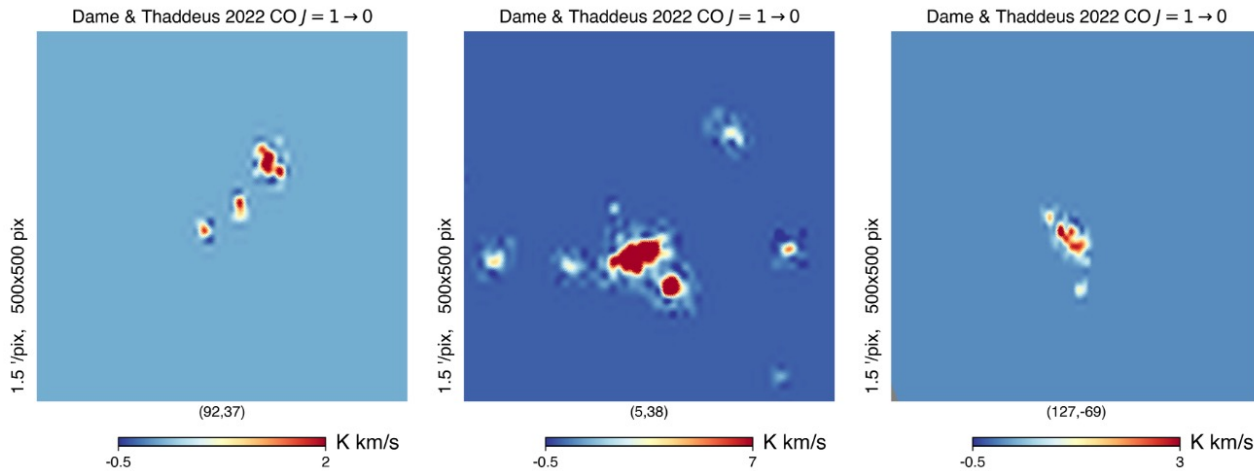 Dame & Thaddeus 2022 CO J = 1 → 0
1.5 '/pix, 500x500 pix
(92,37)
-0.5 2 K km/s
Dame & Thaddeus 2022 CO J = 1 → 0
1.5 '/pix, 500x500 pix
(5,38)
-0.5 7 K km/s
Dame & Thaddeus 2022 CO J = 1 → 0
1.5 '/pix, 500x500 pix
(127,-69)
-0.5 3 K km/s